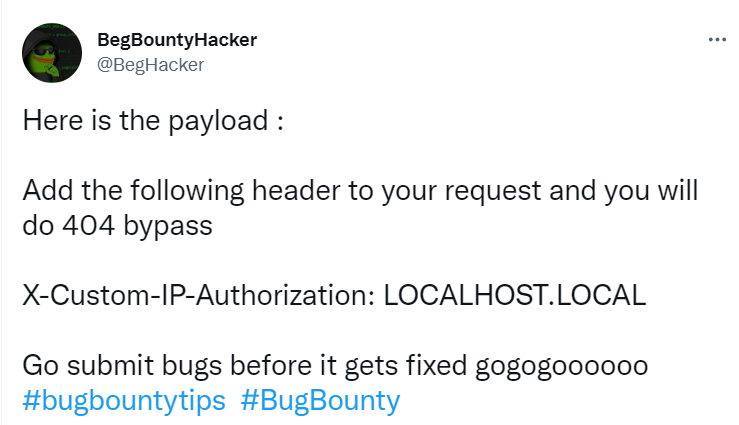 BegBountyHacker
@BegHacker
Here is the payload :
Add the following header to your request and you will
do 404 bypass
X-Custom-IP-Authorization: LOCALHOST.LOCAL
Go submit bugs before it gets fixed gogogoooooo
#bugbountytips #BugBounty